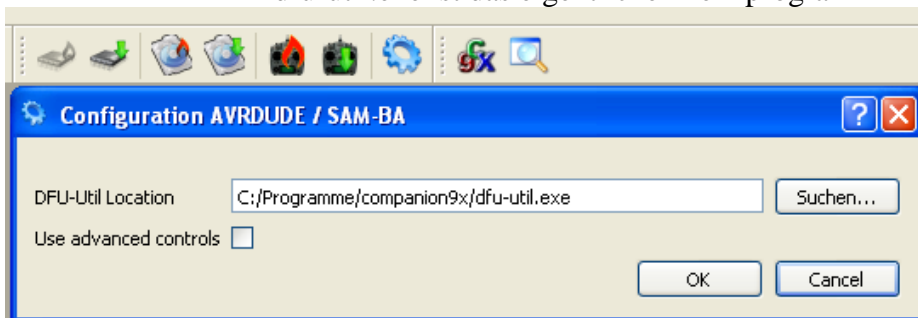 Configuration AVRDUDE / SAM-BA
DFU-Util Location C:/Programme/companion9x/dfu-util.exe Suchen...
Use advanced controls
OK Cancel